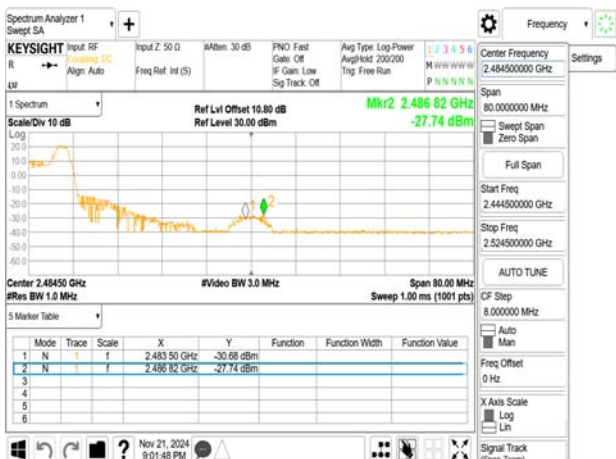 Spectrum Analyzer 1
Swept SA
Frequency
KEYSIGHT
R
Input: RF
Coupling: DC
Align: Auto
Input Z: 50 Ω
Freq Ref: Int (S)
#Atten: 30 dB
PNO: Fast
Gate: Off
IF Gain: Low
Sig Track: Off
Avg Type: Log-Power
Avg|Hold: 200/200
Trig: Free Run
1 2 3 4 5 6
M W W W W W
P N N N N N
Center Frequency
2.484500000 GHz
Settings
Span
80.0000000 MHz
Swept Span
Zero Span
Full Span
Start Freq
2.444500000 GHz
Stop Freq
2.524500000 GHz
AUTO TUNE
CF Step
8.000000 MHz
Auto
Man
Freq Offset
0 Hz
X Axis Scale
Log
Lin
Signal Track
(Span Zoom)
1 Spectrum
Scale/Div 10 dB
Ref Lvl Offset 10.80 dB
Ref Level 30.00 dBm
Mkr2 2.486 82 GHz
-27.74 dBm
Log
20.0
10.0
0.00
-10.0
-20.0
-30.0
-40.0
-50.0
-60.0
1
2
Center 2.48450 GHz
#Video BW 3.0 MHz
Span 80.00 MHz
#Res BW 1.0 MHz
Sweep 1.00 ms (1001 pts)
5 Marker Table
Mode Trace Scale X Y Function Function Width Function Value
1 N 1 f 2.483 50 GHz -30.68 dBm
2 N 1 f 2.486 82 GHz -27.74 dBm
3
4
5
6
?
Nov 21, 2024
9:01:48 PM